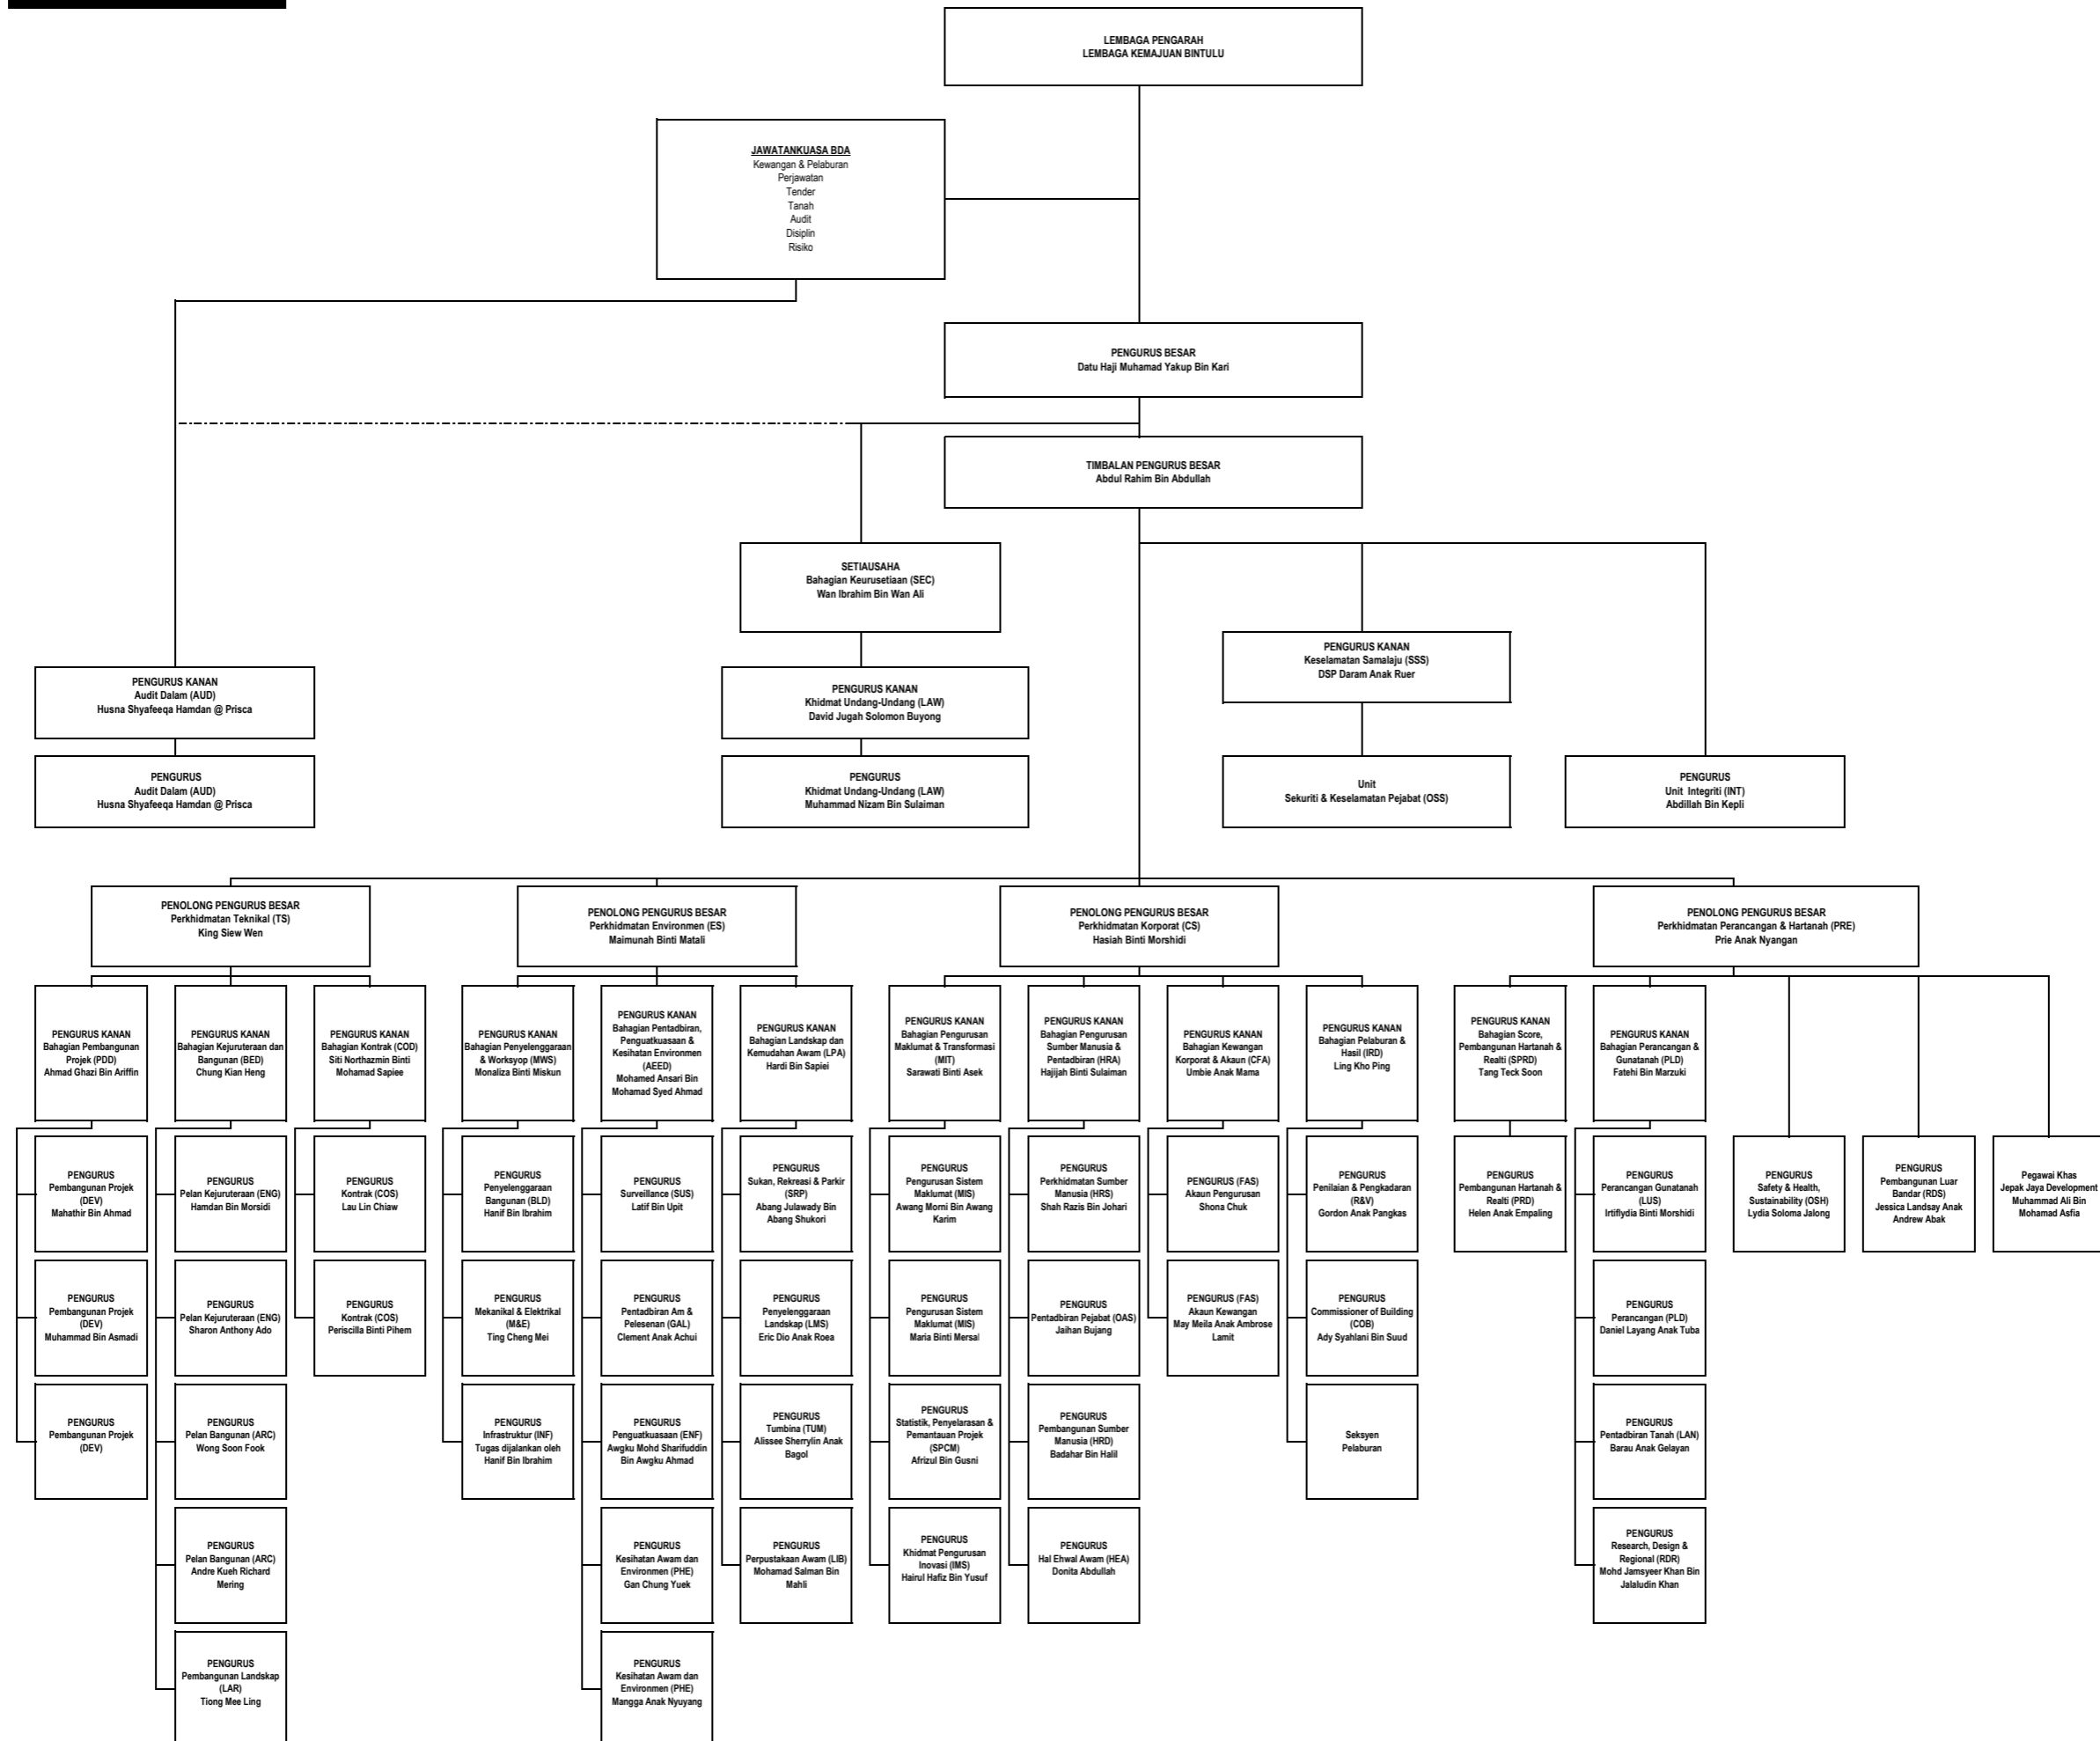 LEMBAGA PENGARAH
LEMBAGA KEMAJUAN BINTULU
JAWATANKUASA BDA
Kewangan & Pelaburan
Perjawatan
Tender
Tanah
Audit
Disiplin
Risiko
PENGURUS BESAR
Datu Haji Muhamad Yakup Bin Kari
TIMBALAN PENGURUS BESAR
Abdul Rahim Bin Abdullah
SETIAUSAHA
Bahagian Keurusetiaan (SEC)
Wan Ibrahim Bin Wan Ali
PENGURUS KANAN
Keselamatan Samalaju (SSS)
DSP Daram Anak Ruer
PENGURUS KANAN
Audit Dalam (AUD)
Husna Shyafeeqa Hamdan @ Prisca
PENGURUS KANAN
Khidmat Undang-Undang (LAW)
David Jugah Solomon Buyong
PENGURUS
Audit Dalam (AUD)
Husna Shyafeeqa Hamdan @ Prisca
PENGURUS
Khidmat Undang-Undang (LAW)
Muhammad Nizam Bin Sulaiman
Unit
Sekuriti & Keselamatan Pejabat (OSS)
PENGURUS
Unit Integriti (INT)
Abdillah Bin Kepli
PENOLONG PENGURUS BESAR
Perkhidmatan Teknikal (TS)
King Siew Wen
PENOLONG PENGURUS BESAR
Perkhidmatan Environmen (ES)
Maimunah Binti Matali
PENOLONG PENGURUS BESAR
Perkhidmatan Korporat (CS)
Hasiah Binti Morshidi
PENOLONG PENGURUS BESAR
Perkhidmatan Perancangan & Hartanah (PRE)
Prie Anak Nyangan
PENGURUS KANAN
Bahagian Pembangunan
Projek (PDD)
Ahmad Ghazi Bin Ariffin
PENGURUS KANAN
Bahagian Kejuruteraan dan
Bangunan (BED)
Chung Kian Heng
PENGURUS KANAN
Bahagian Kontrak (COD)
Siti Northazmin Binti
Mohamad Sapiee
PENGURUS KANAN
Bahagian Penyelenggaraan
& Worksyop (MWS)
Monaliza Binti Miskun
PENGURUS KANAN
Bahagian Pentadbiran,
Penguatkuasaan &
Kesihatan Environmen
(AEED)
Mohamed Ansari Bin
Mohamad Syed Ahmad
PENGURUS KANAN
Bahagian Landskap dan
Kemudahan Awam (LPA)
Hardi Bin Sapiei
PENGURUS KANAN
Bahagian Pengurusan
Maklumat & Transformasi
(MIT)
Sarawati Binti Asek
PENGURUS KANAN
Bahagian Pengurusan
Sumber Manusia &
Pentadbiran (HRA)
Hajijah Binti Sulaiman
PENGURUS KANAN
Bahagian Kewangan
Korporat & Akaun (CFA)
Umbie Anak Mama
PENGURUS KANAN
Bahagian Pelaburan &
Hasil (IRD)
Ling Kho Ping
PENGURUS KANAN
Bahagian Score,
Pembangunan Hartanah &
Realti (SPRD)
Tang Teck Soon
PENGURUS KANAN
Bahagian Perancangan &
Gunatanah (PLD)
Fatehi Bin Marzuki
PENGURUS
Pembangunan Projek
(DEV)
Mahathir Bin Ahmad
PENGURUS
Pelan Kejuruteraan (ENG)
Hamdan Bin Morsidi
PENGURUS
Kontrak (COS)
Lau Lin Chiaw
PENGURUS
Penyelenggaraan
Bangunan (BLD)
Hanif Bin Ibrahim
PENGURUS
Surveillance (SUS)
Latif Bin Upit
PENGURUS
Sukan, Rekreasi & Parkir
(SRP)
Abang Julawady Bin
Abang Shukori
PENGURUS
Pengurusan Sistem
Maklumat (MIS)
Awang Morni Bin Awang
Karim
PENGURUS
Perkhidmatan Sumber
Manusia (HRS)
Shah Razis Bin Johari
PENGURUS (FAS)
Akaun Pengurusan
Shona Chuk
PENGURUS
Penilaian & Pengkadaran
(R&V)
Gordon Anak Pangkas
PENGURUS
Pembangunan Hartanah &
Realti (PRD)
Helen Anak Empaling
PENGURUS
Perancangan Gunatanah
(LUS)
Irtiflydia Binti Morshidi
PENGURUS
Safety & Health,
Sustainability (OSH)
Lydia Soloma Jalong
PENGURUS
Pembangunan Luar
Bandar (RDS)
Jessica Landsay Anak
Andrew Abak
Pegawai Khas
Jepak Jaya Development
Muhammad Ali Bin
Mohamad Asfia
PENGURUS
Pembangunan Projek
(DEV)
Muhammad Bin Asmadi
PENGURUS
Pelan Kejuruteraan (ENG)
Sharon Anthony Ado
PENGURUS
Kontrak (COS)
Periscilla Binti Pihem
PENGURUS
Mekanikal & Elektrikal
(M&E)
Ting Cheng Mei
PENGURUS
Pentadbiran Am &
Pelesenan (GAL)
Clement Anak Achui
PENGURUS
Penyelenggaraan
Landskap (LMS)
Eric Dio Anak Roea
PENGURUS
Pengurusan Sistem
Maklumat (MIS)
Maria Binti Mersal
PENGURUS
Pentadbiran Pejabat (OAS)
Jaihan Bujang
PENGURUS (FAS)
Akaun Kewangan
May Meila Anak Ambrose
Lamit
PENGURUS
Commissioner of Building
(COB)
Ady Syahlani Bin Suud
PENGURUS
Perancangan (PLD)
Daniel Layang Anak Tuba
PENGURUS
Pembangunan Projek
(DEV)
PENGURUS
Pelan Bangunan (ARC)
Wong Soon Fook
PENGURUS
Infrastruktur (INF)
Tugas dijalankan oleh
Hanif Bin Ibrahim
PENGURUS
Penguatkuasaan (ENF)
Awgku Mohd Sharifuddin
Bin Awgku Ahmad
PENGURUS
Tumbina (TUM)
Alissee Sherrylin Anak
Bagol
PENGURUS
Statistik, Penyelarasan &
Pemantauan Projek
(SPCM)
Afrizul Bin Gusni
PENGURUS
Pembangunan Sumber
Manusia (HRD)
Badahar Bin Halil
Seksyen
Pelaburan
PENGURUS
Pentadbiran Tanah (LAN)
Barau Anak Gelayan
PENGURUS
Pelan Bangunan (ARC)
Andre Kueh Richard
Mering
PENGURUS
Kesihatan Awam dan
Environmen (PHE)
Gan Chung Yuek
PENGURUS
Perpustakaan Awam (LIB)
Mohamad Salman Bin
Mahli
PENGURUS
Khidmat Pengurusan
Inovasi (IMS)
Hairul Hafiz Bin Yusuf
PENGURUS
Hal Ehwal Awam (HEA)
Donita Abdullah
PENGURUS
Research, Design &
Regional (RDR)
Mohd Jamsyeer Khan Bin
Jalaludin Khan
PENGURUS
Pembangunan Landskap
(LAR)
Tiong Mee Ling
PENGURUS
Kesihatan Awam dan
Environmen (PHE)
Mangga Anak Nyuyang